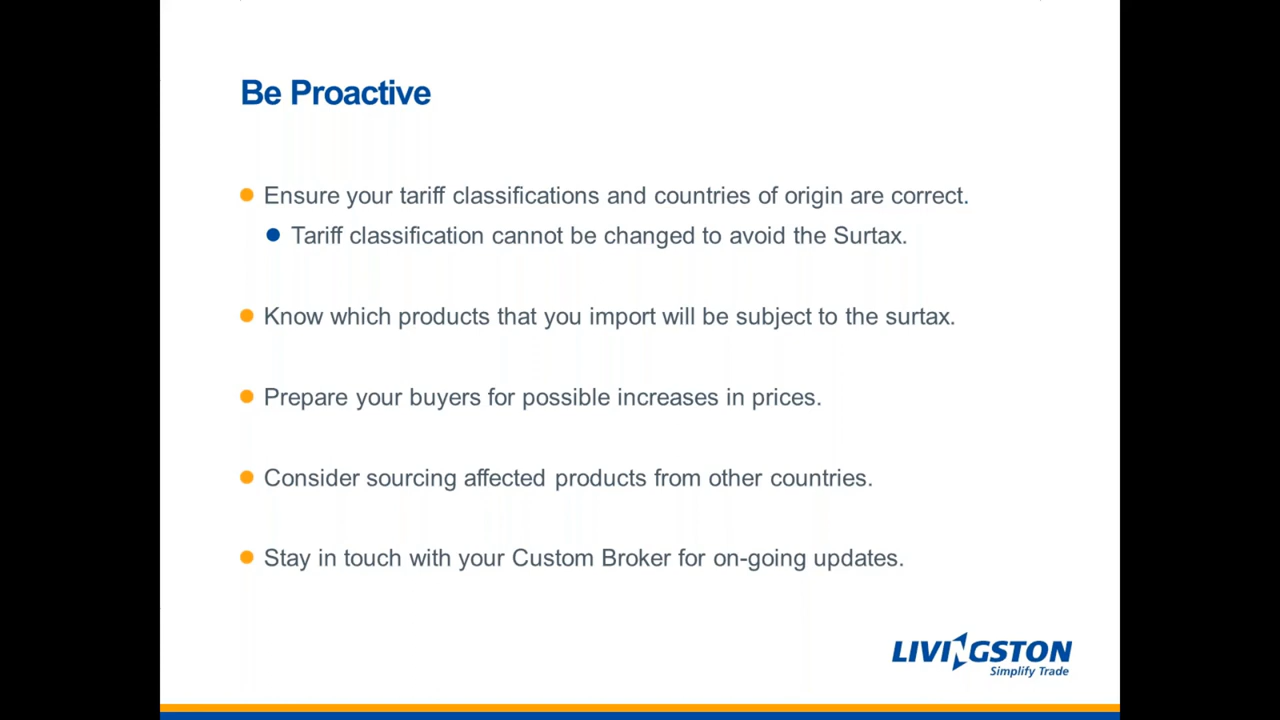 Be Proactive
Ensure your tariff classifications and countries of origin are correct.
Tariff classification cannot be changed to avoid the Surtax.
Know which products that you import will be subject to the surtax.
Prepare your buyers for possible increases in prices.
Consider sourcing affected products from other countries.
Stay in touch with your Custom Broker for on-going updates.
LIVINGSTON
Simplify Trade